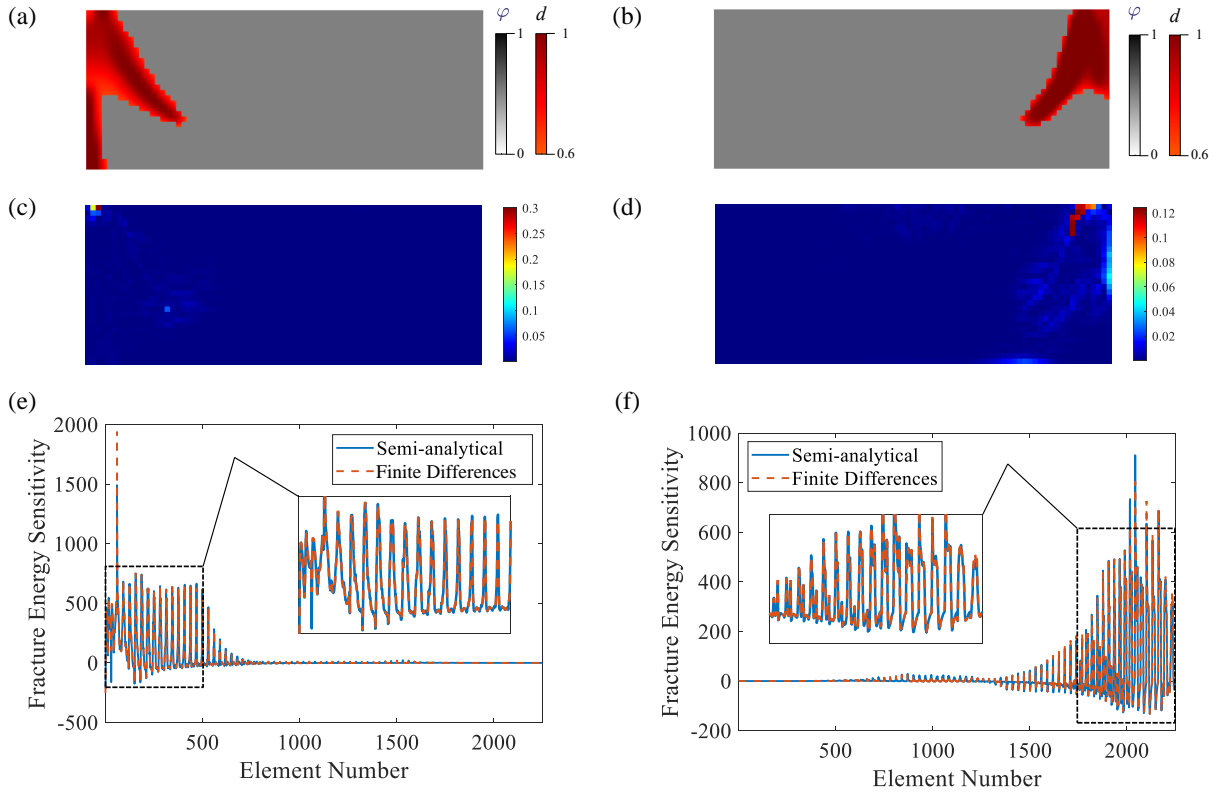 (a)
φ d
1 1
0 0.6
(b)
φ d
1 1
0 0.6
(c)
0.3
0.25
0.2
0.15
0.1
0.05
(d)
0.12
0.1
0.08
0.06
0.04
0.02
(e)
Fracture Energy Sensitivity
2000
1500
1000
500
0
-500
Semi-analytical
Finite Differences
500 1000 1500 2000
Element Number
(f)
Fracture Energy Sensitivity
1000
800
600
400
200
0
-200
Semi-analytical
Finite Differences
500 1000 1500 2000
Element Number